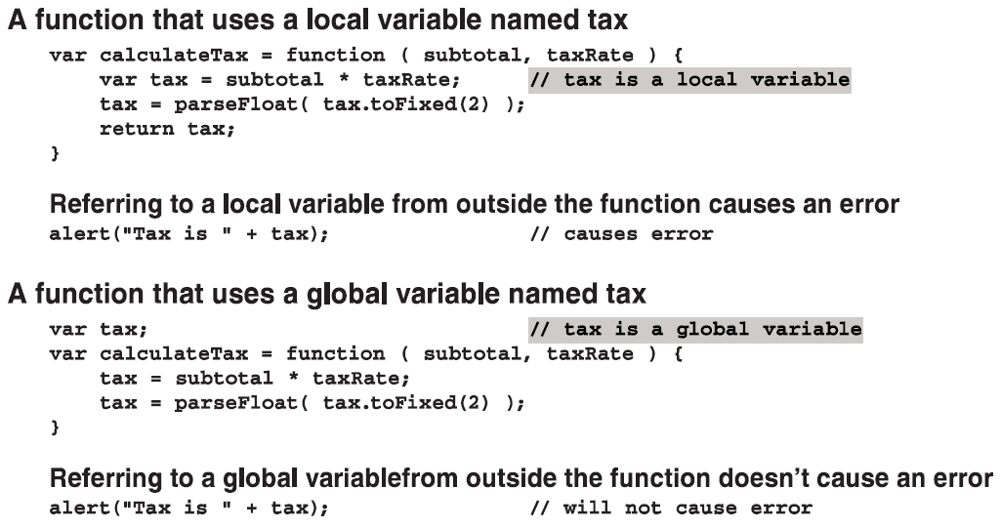 A function that uses a local variable named tax
var calculateTax = function ( subtotal, taxRate ) {
    var tax = subtotal * taxRate;      // tax is a local variable
    tax = parseFloat( tax.toFixed(2) );
    return tax;
}
Referring to a local variable from outside the function causes an error
alert("Tax is " + tax);                // causes error
A function that uses a global variable named tax
var tax;                               // tax is a global variable
var calculateTax = function ( subtotal, taxRate ) {
    tax = subtotal * taxRate;
    tax = parseFloat( tax.toFixed(2) );
}
Referring to a global variablefrom outside the function doesn't cause an error
alert("Tax is " + tax);                // will not cause error